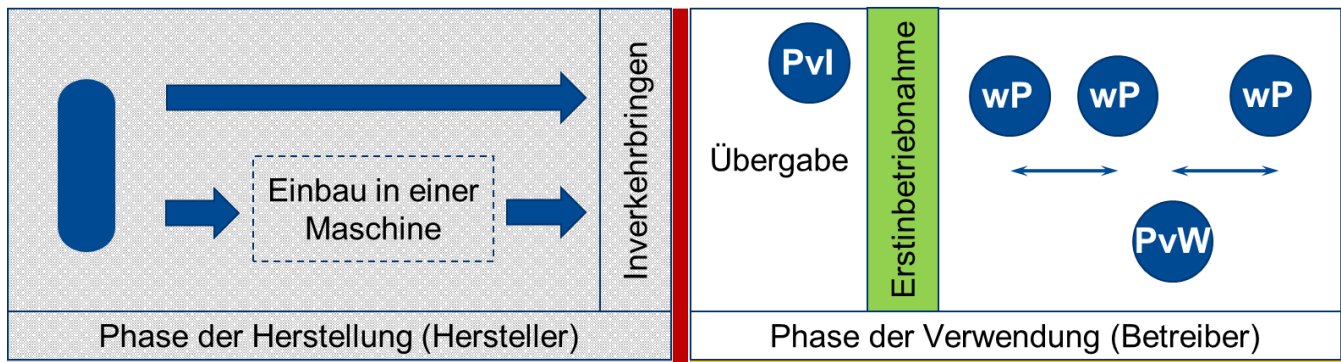 Einbau in einer
Maschine
Inverkehrbringen
Phase der Herstellung (Hersteller)
PvI
Übergabe
Erstinbetriebnahme
wP
wP
wP
PvW
Phase der Verwendung (Betreiber)